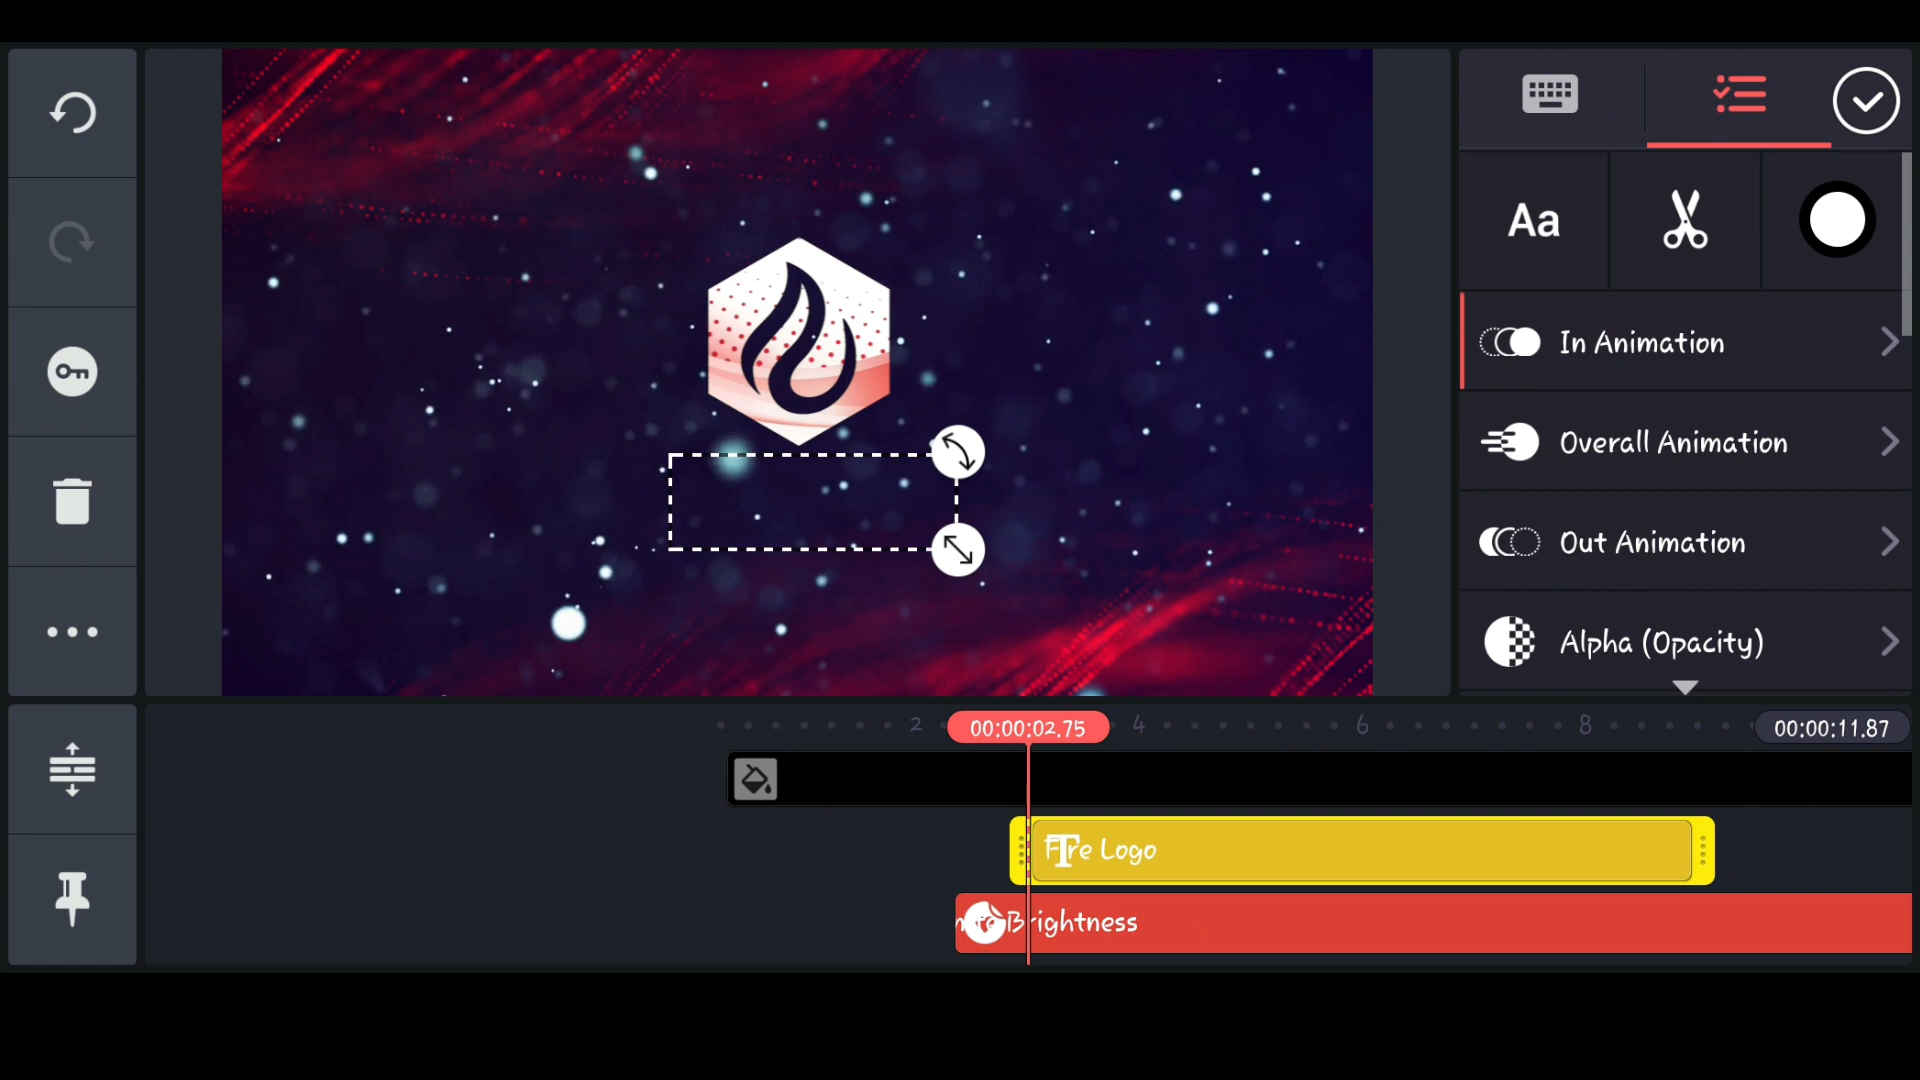 Aa
In Animation
Overall Animation
Out Animation
Alpha (Opacity)
2
00:00:02.75
4
6
8
00:00:11.87
Fire Logo
Brightness